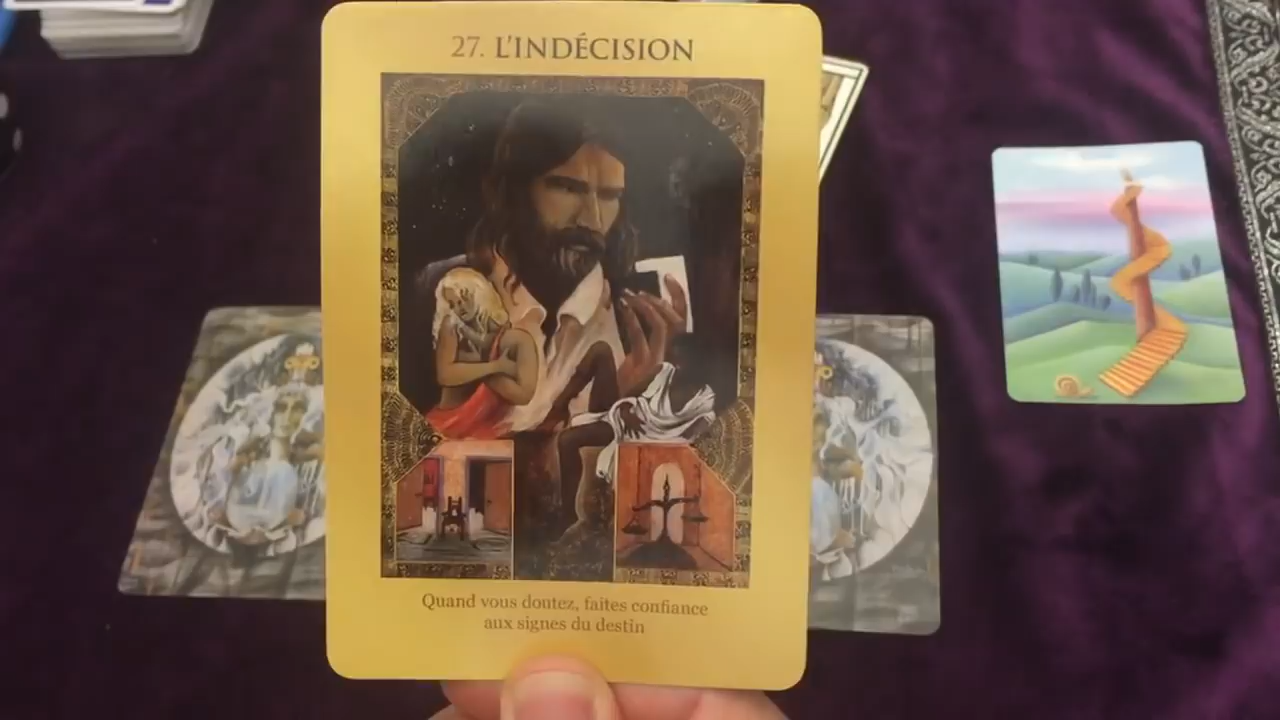 27. L'INDÉCISION
Quand vous doutez, faites confiance
aux signes du destin